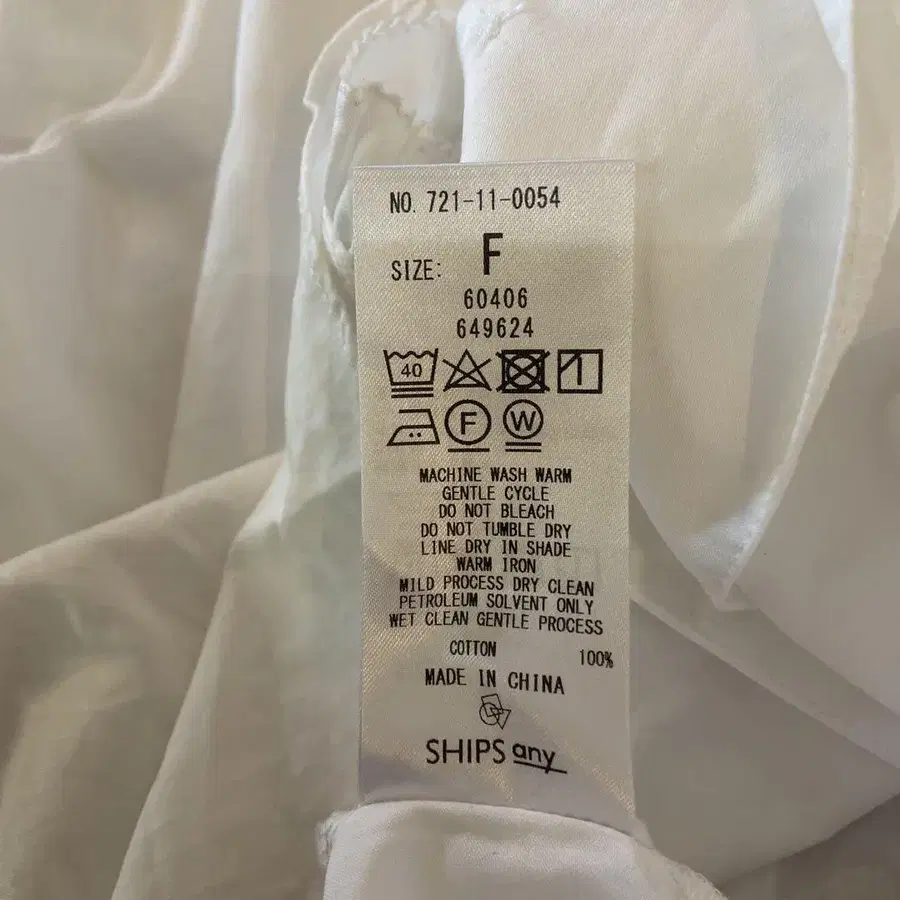 NO. 721-11-0054
SIZE: F
60406
649624
40
F W
MACHINE WASH WARM
GENTLE CYCLE
DO NOT BLEACH
DO NOT TUMBLE DRY
LINE DRY IN SHADE
WARM IRON
MILD PROCESS DRY CLEAN
PETROLEUM SOLVENT ONLY
WET CLEAN GENTLE PROCESS
COTTON 100%
MADE IN CHINA
SHIPS any